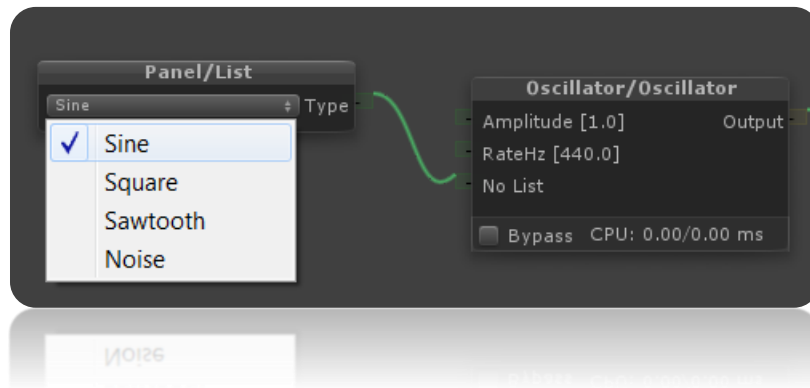 Panel/List
Sine
Type
Sine
Square
Sawtooth
Noise
Oscillator/Oscillator
Amplitude [1.0] Output
RateHz [440.0]
No List
Bypass CPU: 0.00/0.00 ms